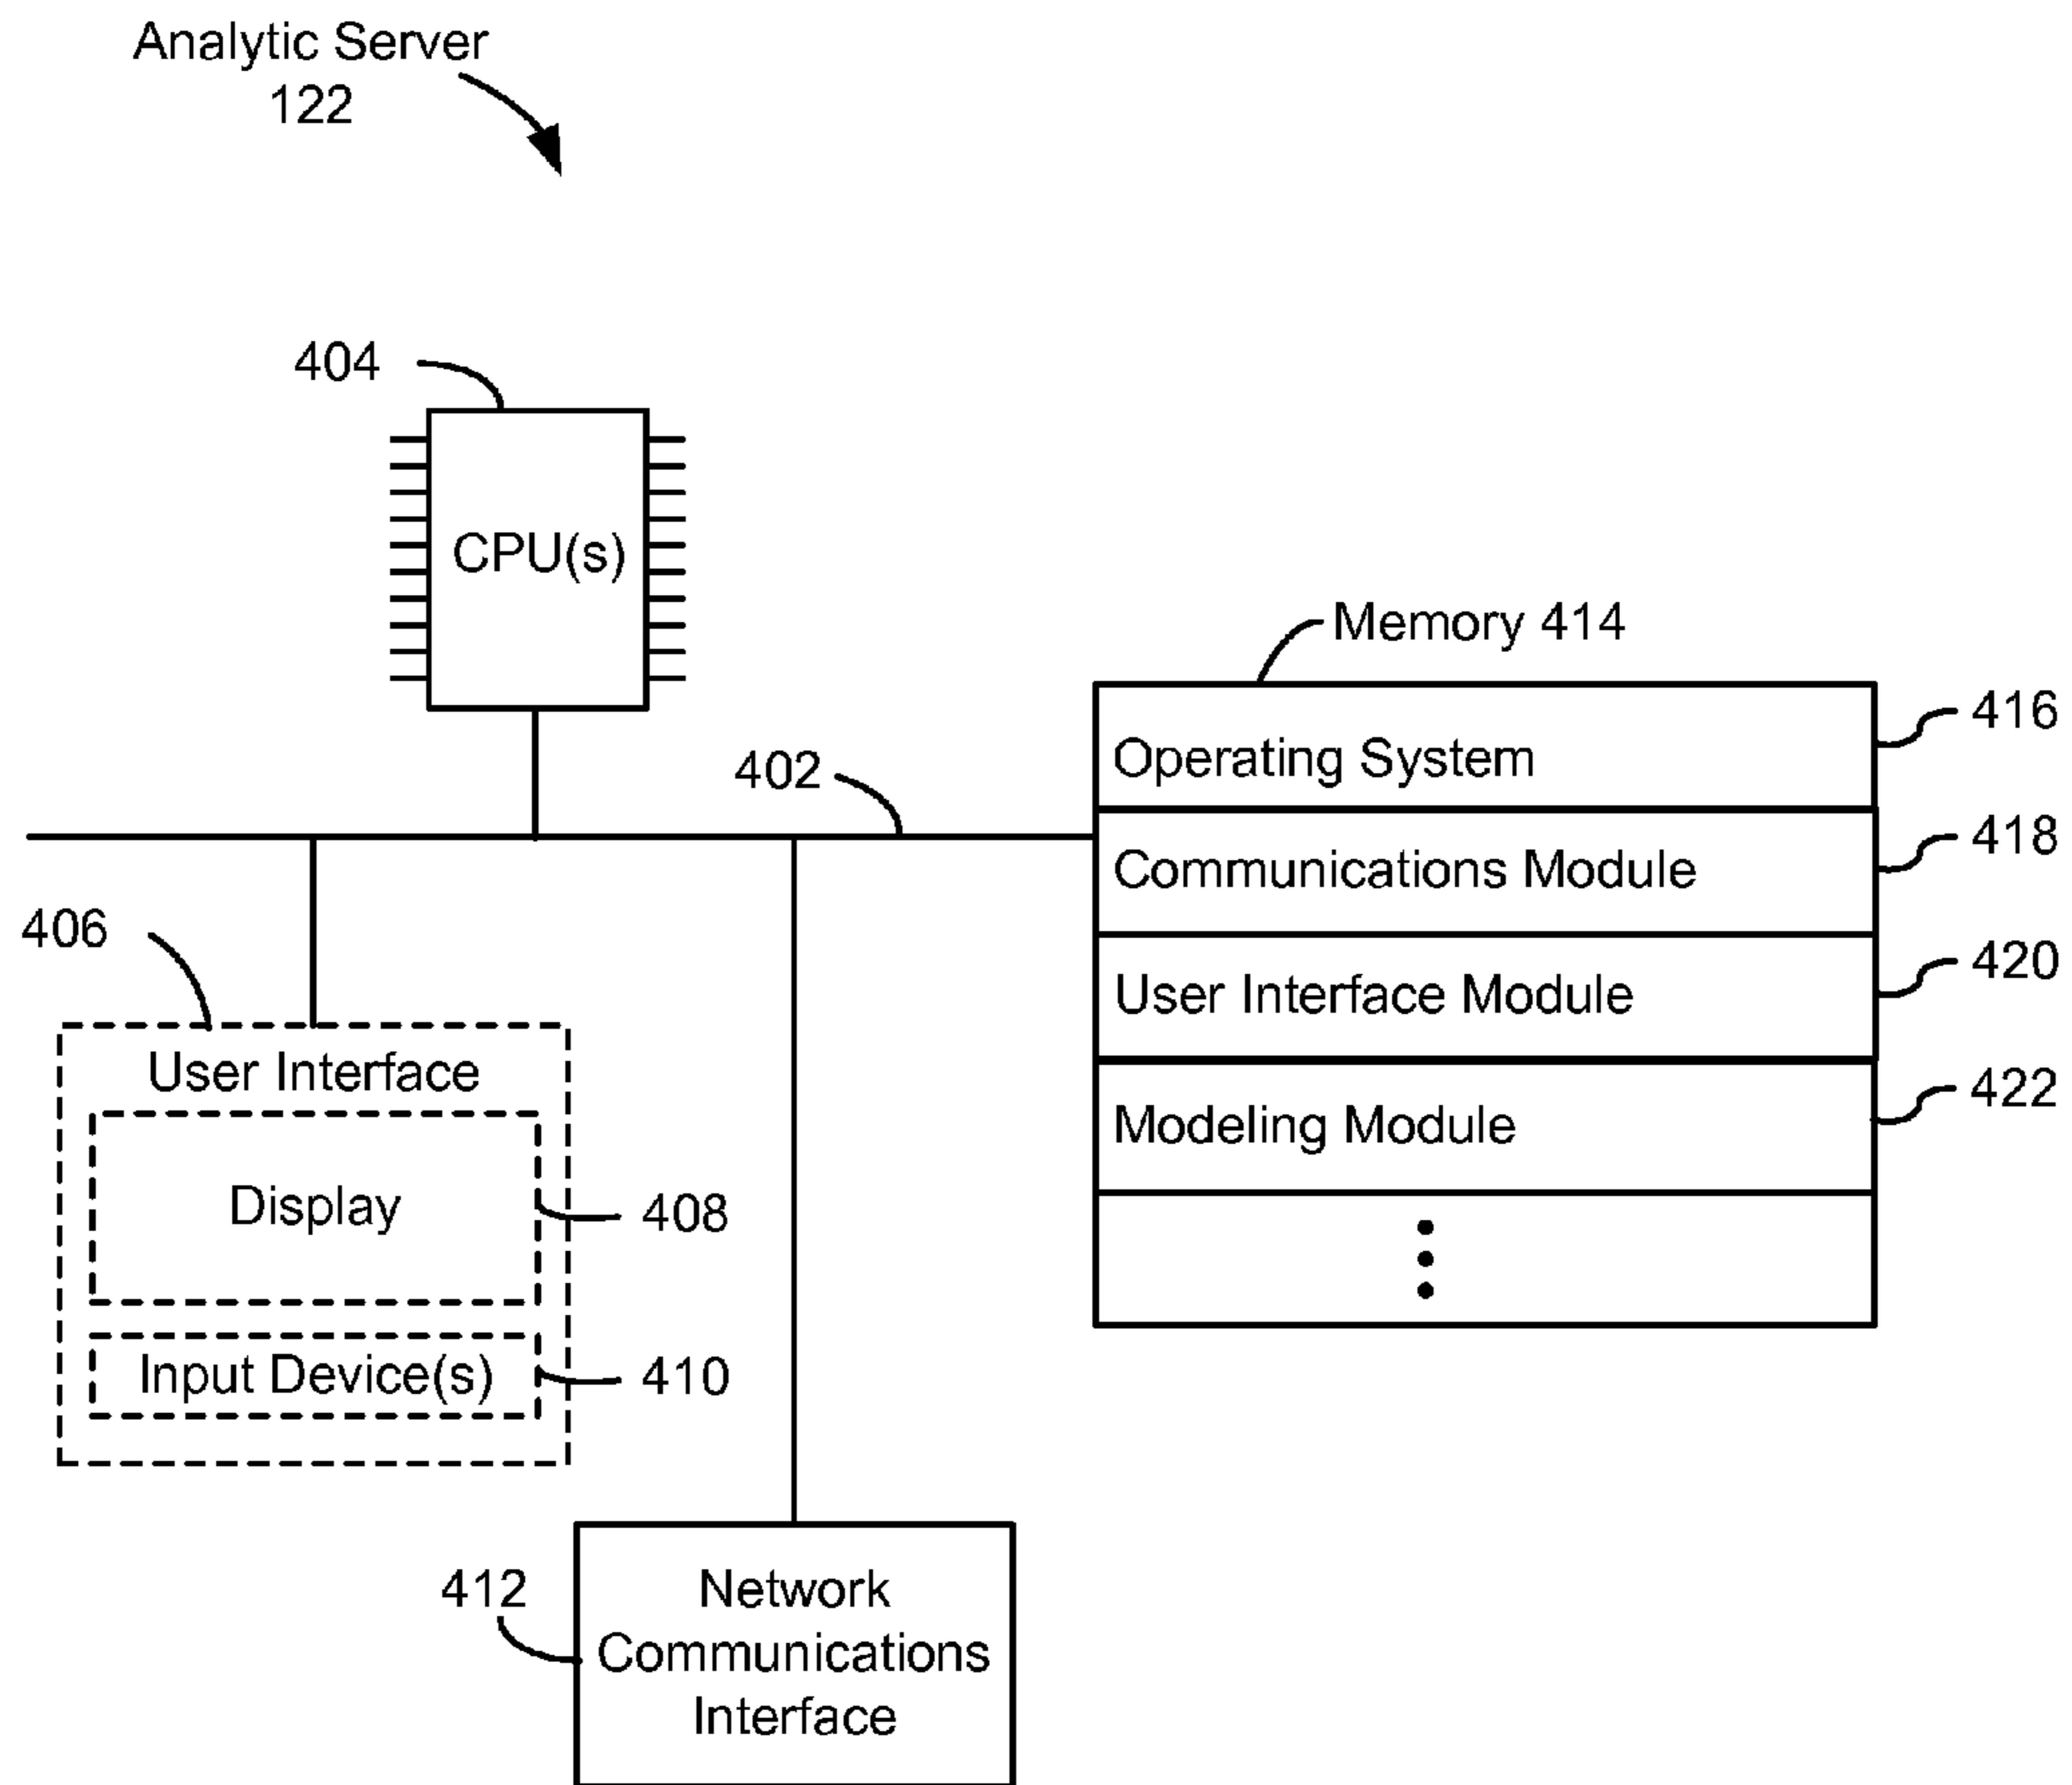 Analytic Server
122
404
CPU(s)
Memory 414
Operating System
416
402
Communications Module
418
406
User Interface Module
420
User Interface
Modeling Module
422
Display
408
Input Device(s)
410
412
Network
Communications
Interface